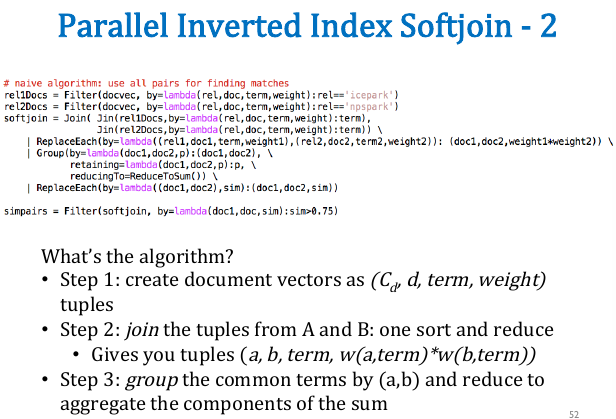 Parallel Inverted Index Softjoin - 2
# naive algorithm: use all pairs for finding matches
rel1Docs = Filter(docvec, by=lambda(rel,doc,term,weight):rel=='icepark')
rel2Docs = Filter(docvec, by=lambda(rel,doc,term,weight):rel=='npspark')
softjoin = Join( Jin(rel1Docs,by=lambda(rel,doc,term,weight):term),
Jin(rel2Docs,by=lambda(rel,doc,term,weight):term)) \
| ReplaceEach(by=lambda((rel1,doc1,term,weight1),(rel2,doc2,term2,weight2)): (doc1,doc2,weight1*weight2)) \
| Group(by=lambda(doc1,doc2,p):(doc1,doc2), \
retaining=lambda(doc1,doc2,p):p, \
reducingTo=ReduceToSum()) \
| ReplaceEach(by=lambda((doc1,doc2),sim):(doc1,doc2,sim))
simpairs = Filter(softjoin, by=lambda(doc1,doc,sim):sim>0.75)
What's the algorithm?
• Step 1: create document vectors as (Cd, d, term, weight)
tuples
• Step 2: join the tuples from A and B: one sort and reduce
• Gives you tuples (a, b, term, w(a,term)*w(b,term))
• Step 3: group the common terms by (a,b) and reduce to
aggregate the components of the sum
52